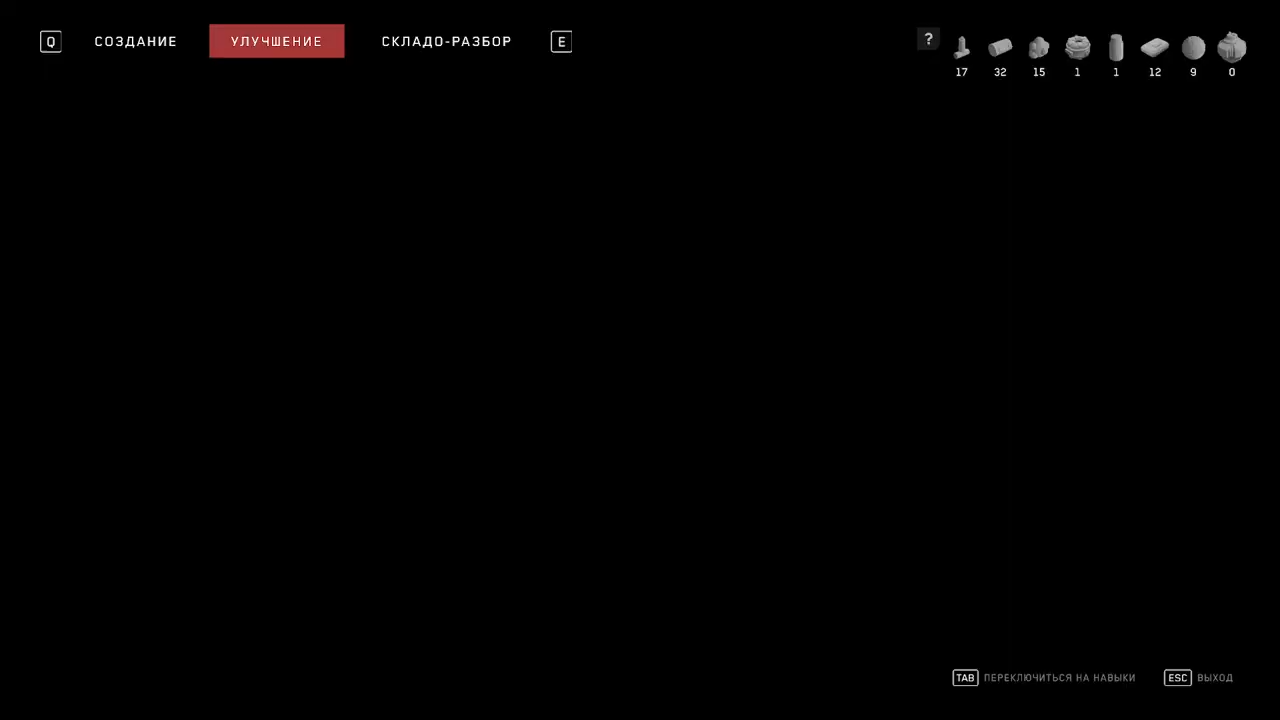 Q СОЗДАНИЕ УЛУЧШЕНИЕ СКЛАДО-РАЗБОР E
?
17 32 15 1 1 12 9 0
TAB ПЕРЕКЛЮЧИТЬСЯ НА НАВЫКИ ESC ВЫХОД